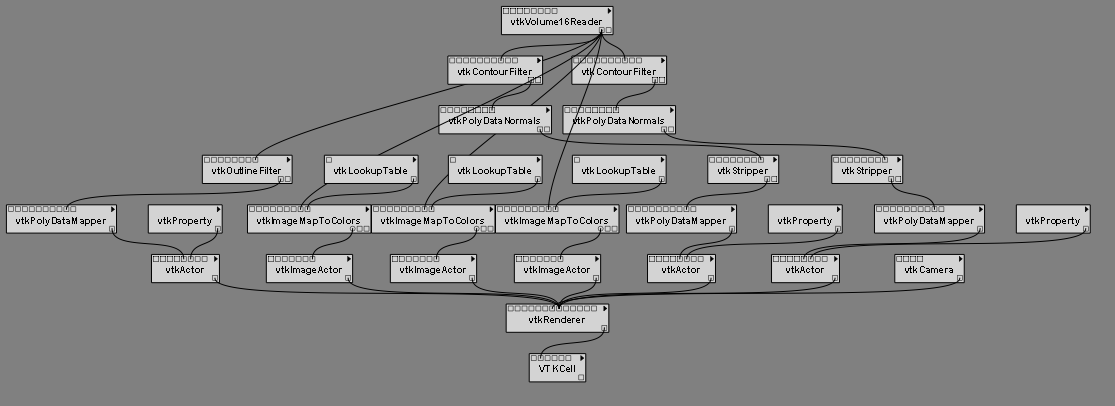 vtkVolume16Reader
vtkContourFilter
vtkContourFilter
vtkPolyDataNormals
vtkPolyDataNormals
vtkOutlineFilter
vtkLookupTable
vtkLookupTable
vtkLookupTable
vtkStripper
vtkStripper
vtkPolyDataMapper
vtkProperty
vtkImageMapToColors
vtkImageMapToColors
vtkImageMapToColors
vtkPolyDataMapper
vtkProperty
vtkPolyDataMapper
vtkProperty
vtkActor
vtkImageActor
vtkImageActor
vtkImageActor
vtkActor
vtkActor
vtkCamera
vtkRenderer
VTKCell